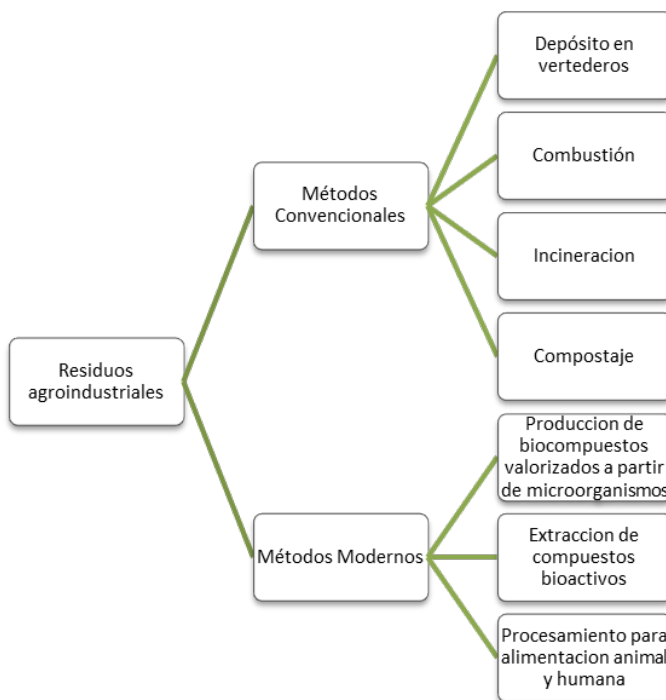 Residuos
agroindustriales
Métodos
Convencionales
Depósito en
vertederos
Combustión
Incineracion
Compostaje
Métodos Modernos
Produccion de
biocompuestos
valorizados a partir
de microorganismos
Extraccion de
compuestos
bioactivos
Procesamiento para
alimentacion animal
y humana